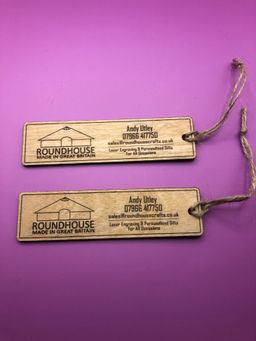 ROUNDHOUSE
MADE IN GREAT BRITAIN
Andy Utley
07966 417750
sales@roundhousecrafts.co.uk
Laser Engraving & Personalised Gifts
For All Occasions
ROUNDHOUSE
MADE IN GREAT BRITAIN
Andy Utley
07966 417750
sales@roundhousecrafts.co.uk
Laser Engraving & Personalised Gifts
For All Occasions